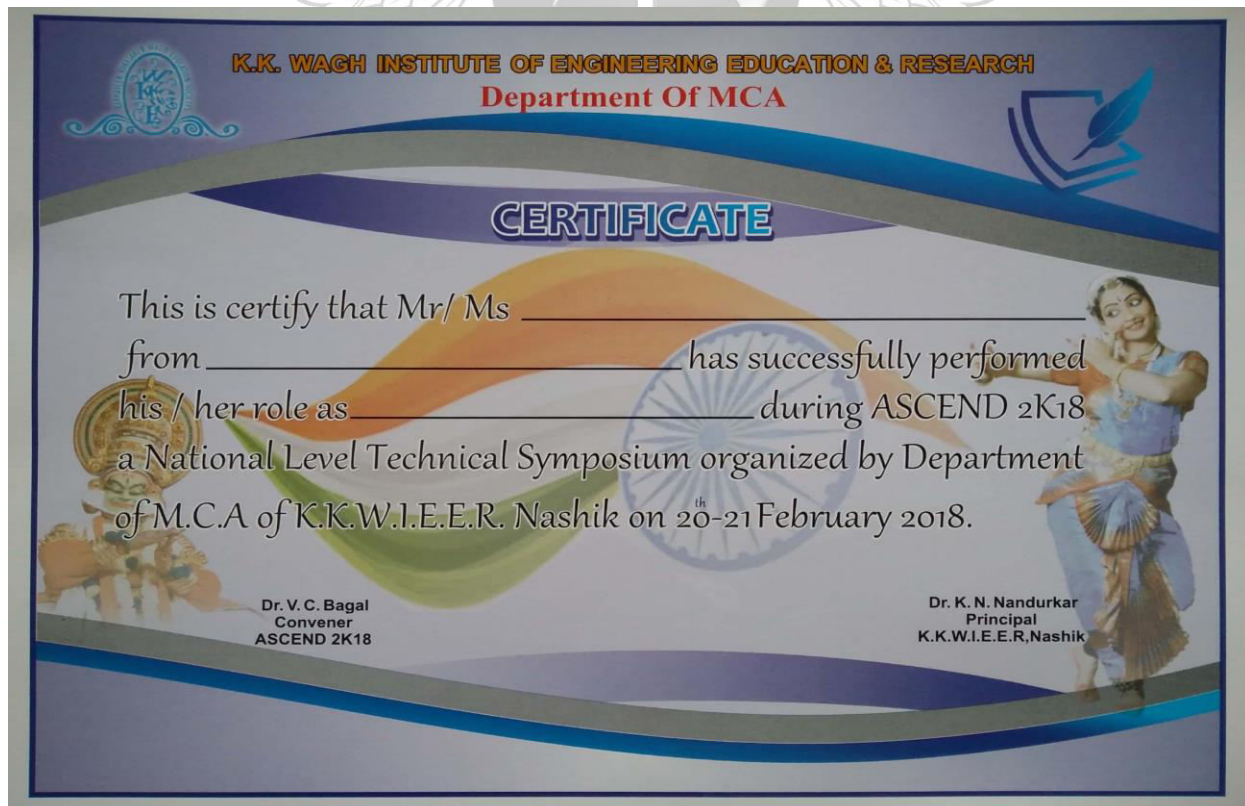 K.K. WAGH INSTITUTE OF ENGINEERING EDUCATION & RESEARCH
Department Of MCA
CERTIFICATE
This is certify that Mr/ Ms
from has successfully performed
his / her role as during ASCEND 2K18
a National Level Technical Symposium organized by Department
of M.C.A of K.K.W.I.E.E.R. Nashik on 20th-21 February 2018.
Dr. V. C. Bagal
Convener
ASCEND 2K18
Dr. K. N. Nandurkar
Principal
K.K.W.I.E.E.R,Nashik